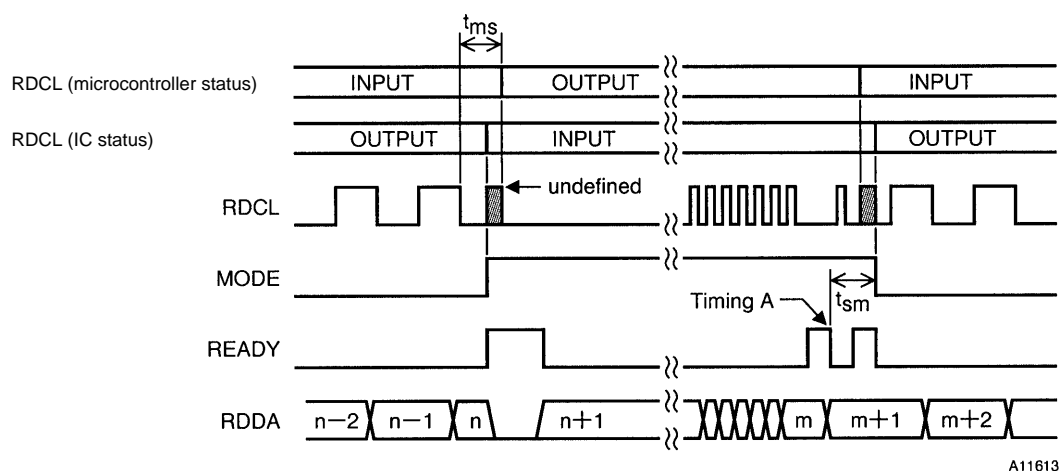 tms
RDCL (microcontroller status) INPUT OUTPUT INPUT
RDCL (IC status) OUTPUT INPUT OUTPUT
RDCL undefined
MODE
Timing A tsm
READY
RDDA n−2 n−1 n n+1 m m+1 m+2
A11613